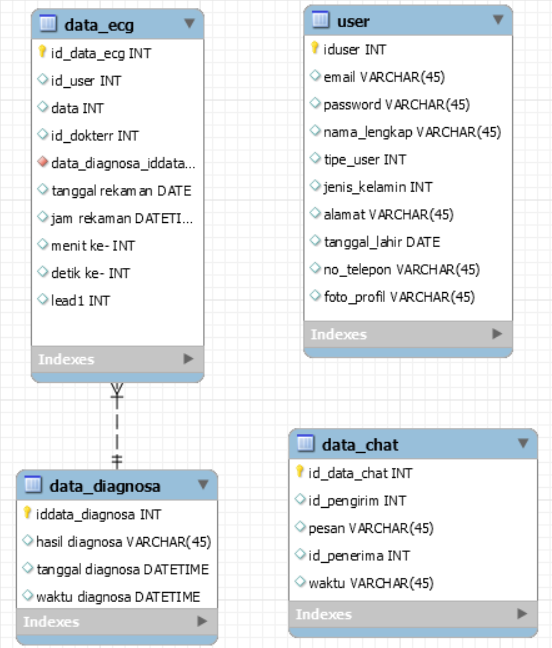 data_ecg
id_data_ecg INT
id_user INT
data INT
id_dokterr INT
data_diagnosa_iddata...
tanggal rekaman DATE
jam rekaman DATETI...
menit ke- INT
detik ke- INT
lead1 INT
Indexes
user
iduser INT
email VARCHAR(45)
password VARCHAR(45)
nama_lengkap VARCHAR(45)
tipe_user INT
jenis_kelamin INT
alamat VARCHAR(45)
tanggal_lahir DATE
no_telepon VARCHAR(45)
foto_profil VARCHAR(45)
Indexes
data_diagnosa
iddata_diagnosa INT
hasil diagnosa VARCHAR(45)
tanggal diagnosa DATETIME
waktu diagnosa DATETIME
Indexes
data_chat
id_data_chat INT
id_pengirim INT
pesan VARCHAR(45)
id_penerima INT
waktu VARCHAR(45)
Indexes